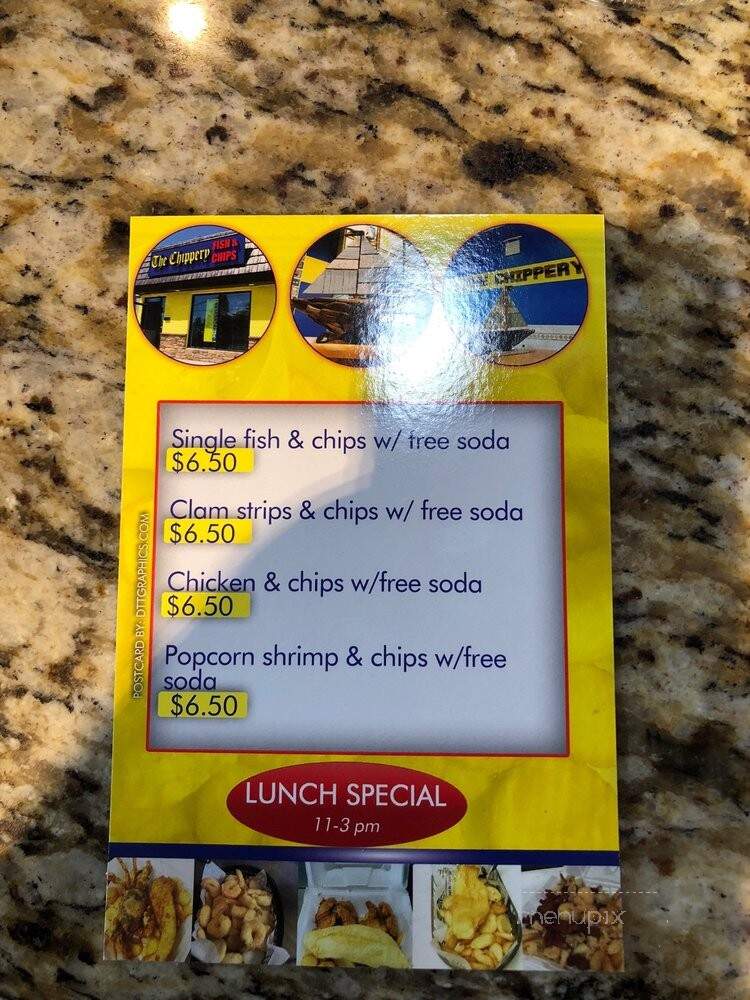 The Chippery FISH &
CHIPS
CHIPPERY
Single fish & chips w/ free soda
$6.50
Clam strips & chips w/ free soda
$6.50
Chicken & chips w/free soda
$6.50
Popcorn shrimp & chips w/free
soda
$6.50
POSTCARD BY: DTTGRAPHICS.COM
LUNCH SPECIAL
11-3 pm
menupix